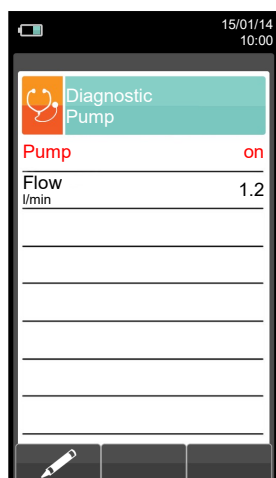 15/01/14
10:00
Diagnostic
Pump
Pump on
Flow
l/min 1.2